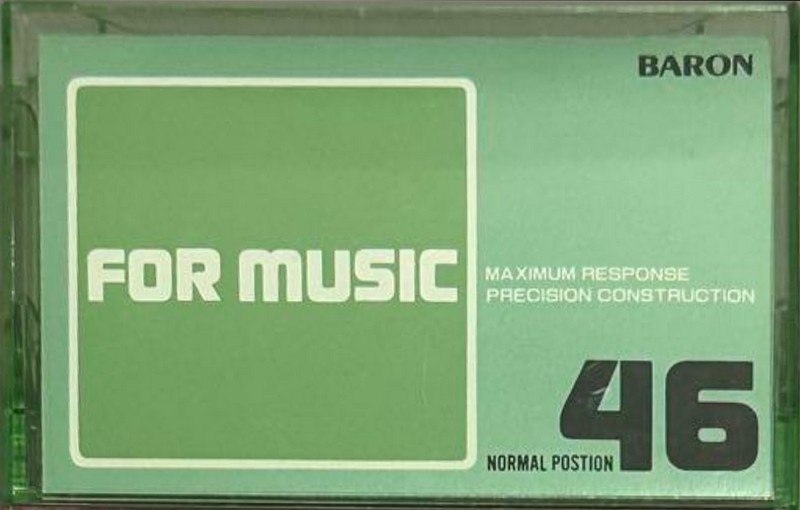 BARON
FOR MUSIC
MAXIMUM RESPONSE
PRECISION CONSTRUCTION
46
NORMAL POSTION